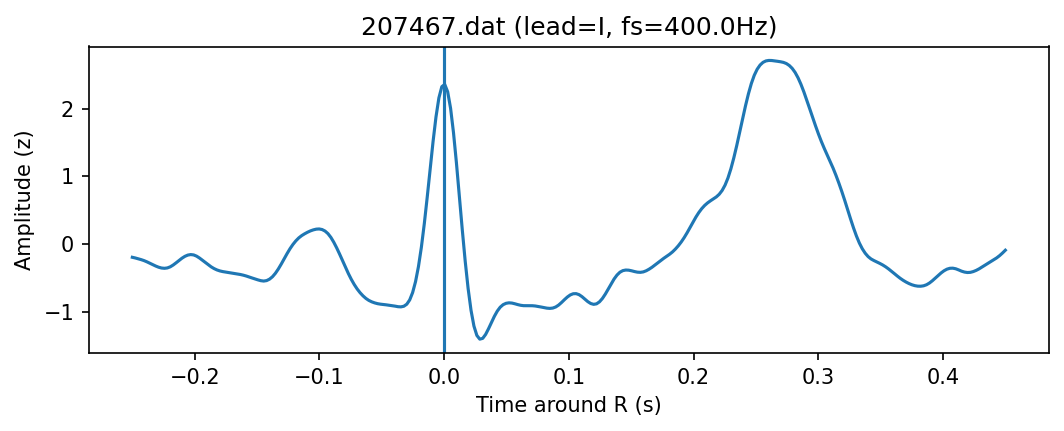 207467.dat (lead=I, fs=400.0Hz)
Amplitude (z)
2
1
0
−1
−0.2 −0.1 0.0 0.1 0.2 0.3 0.4
Time around R (s)